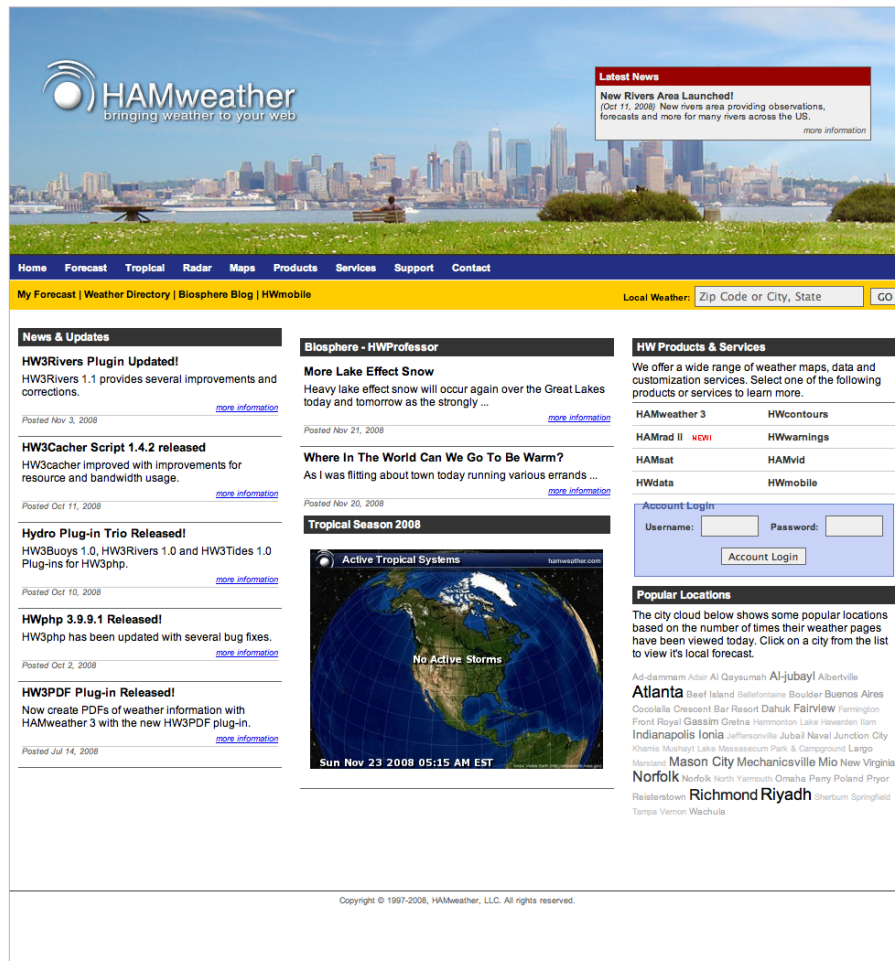 HAMweather
bringing weather to your web
Latest News
New Rivers Area Launched!
(Oct 11, 2008) New rivers area providing observations,
forecasts and more for many rivers across the US.
more information
Home Forecast Tropical Radar Maps Products Services Support Contact
My Forecast | Weather Directory | Biosphere Blog | HWmobile
Local Weather: Zip Code or City, State GO
News & Updates
HW3Rivers Plugin Updated!
HW3Rivers 1.1 provides several improvements and
corrections.
more information
Posted Nov 3, 2008
HW3Cacher Script 1.4.2 released
HW3cacher improved with improvements for
resource and bandwidth usage.
more information
Posted Oct 11, 2008
Hydro Plug-in Trio Released!
HW3Buoys 1.0, HW3Rivers 1.0 and HW3Tides 1.0
Plug-ins for HW3php.
more information
Posted Oct 10, 2008
HWphp 3.9.9.1 Released!
HW3php has been updated with several bug fixes.
more information
Posted Oct 2, 2008
HW3PDF Plug-in Released!
Now create PDFs of weather information with
HAMweather 3 with the new HW3PDF plug-in.
more information
Posted Jul 14, 2008
Biosphere - HWProfessor
More Lake Effect Snow
Heavy lake effect snow will occur again over the Great Lakes
today and tomorrow as the strongly ...
more information
Posted Nov 21, 2008
Where In The World Can We Go To Be Warm?
As I was flitting about town today running various errands ...
more information
Posted Nov 20, 2008
Tropical Season 2008
Active Tropical Systems hamweather.com
No Active Storms
Sun Nov 23 2008 05:15 AM EST
HW Products & Services
We offer a wide range of weather maps, data and
customization services. Select one of the following
products or services to learn more.
HAMweather 3 HWcontours
HAMrad II NEW! HWwarnings
HAMsat HAMvid
HWdata HWmobile
Account Login
Username: Password:
Account Login
Popular Locations
The city cloud below shows some popular locations
based on the number of times their weather pages
have been viewed today. Click on a city from the list
to view it's local forecast.
Ad-dammam Adair Al Qaysumah Al-jubayl Albertville
Atlanta Beef Island Bellefontaine Boulder Buenos Aires
Cocolalla Crescent Bar Resort Dahuk Fairview Farmington
Front Royal Gassim Gretna Hammonton Lake Hawarden Ilam
Indianapolis Ionia Jeffersonville Jubail Naval Junction City
Khamis Mushayt Lake Massasecum Park & Campground Largo
Marsland Mason City Mechanicsville Mio New Virginia
Norfolk Norfolk North Yarmouth Omaha Perry Poland Pryor
Reisterstown Richmond Riyadh Sherburn Springfield
Tampa Vernon Wachula
Copyright © 1997-2008, HAMweather, LLC. All rights reserved.